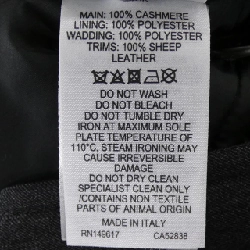 MAIN: 100% CASHMERE
LINING: 100% POLYESTER
WADDING: 100% POLYESTER
TRIMS: 100% SHEEP
LEATHER
DO NOT WASH
DO NOT BLEACH
DO NOT TUMBLE DRY
IRON AT MAXIMUM SOLE
PLATE TEMPERATURE OF
110°C, STEAM IRONING MAY
CAUSE IRREVERSIBLE
DAMAGE
DO NOT DRY CLEAN
SPECIALIST CLEAN ONLY
/CONTAINS NON TEXTILE
PARTS OF ANIMAL ORIGIN
MADE IN ITALY
RN149617 CA52838